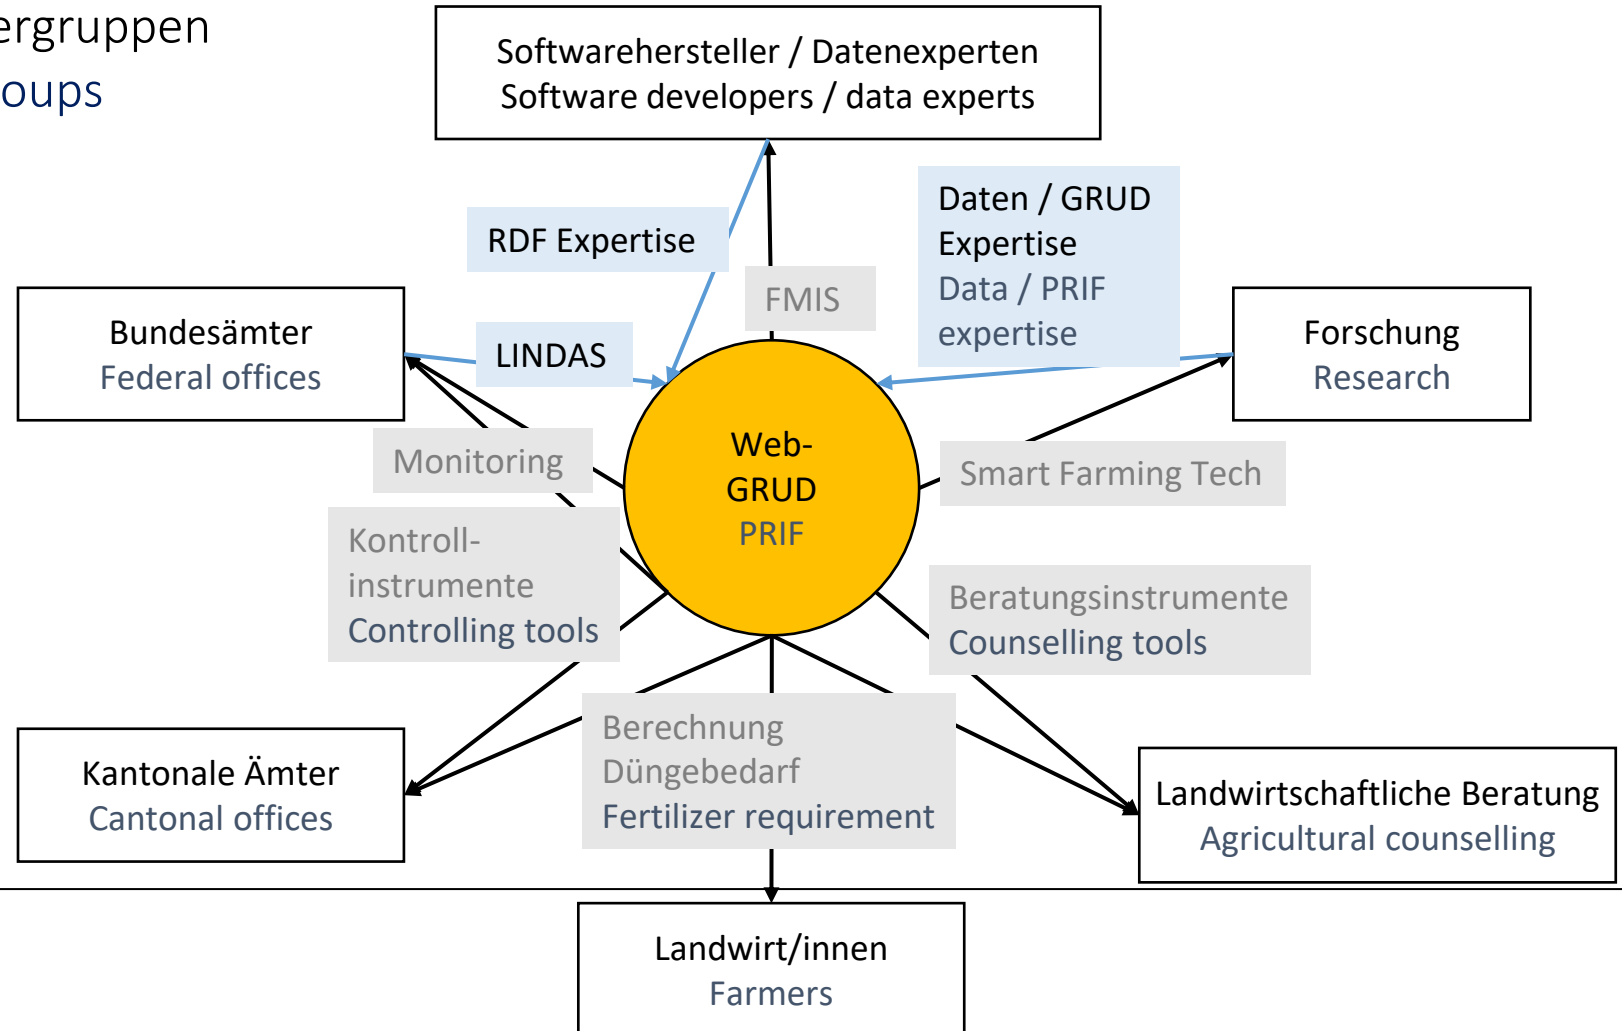 ergruppen
oups
Softwarehersteller / Datenexperten
Software developers / data experts
Daten / GRUD
Expertise
Data / PRIF
expertise
RDF Expertise
FMIS
Bundesämter
Federal offices
LINDAS
Forschung
Research
Monitoring
Web-
GRUD
PRIF
Smart Farming Tech
Kontroll-
instrumente
Controlling tools
Beratungsinstrumente
Counselling tools
Berechnung
Düngebedarf
Fertilizer requirement
Kantonale Ämter
Cantonal offices
Landwirtschaftliche Beratung
Agricultural counselling
Landwirt/innen
Farmers